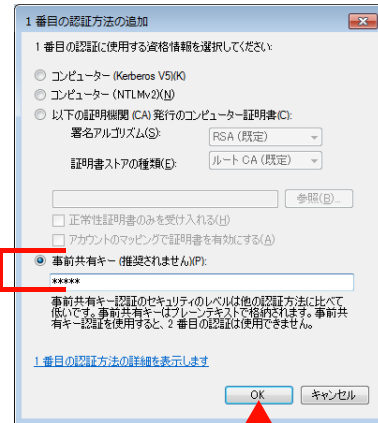 1 番目の認証方法の追加
1 番目の認証に使用する資格情報を選択してください:
コンピューター (Kerberos V5)(K)
コンピューター (NTLMv2)(N)
以下の証明機関 (CA) 発行のコンピューター証明書(C):
署名アルゴリズム(S):
RSA (既定)
証明書ストアの種類(E):
ルート CA (既定)
参照(B)...
正常性証明書のみを受け入れる(H)
アカウントのマッピングで証明書を有効にする(A)
事前共有キー (推奨されません)(P):
*****
事前共有キー認証のセキュリティのレベルは他の認証方法に比べて
低いです。事前共有キーはプレーンテキストで格納されます。事前共
有キー認証を使用すると、2 番目の認証は使用できません。
1 番目の認証方法の詳細を表示します
OK
キャンセル